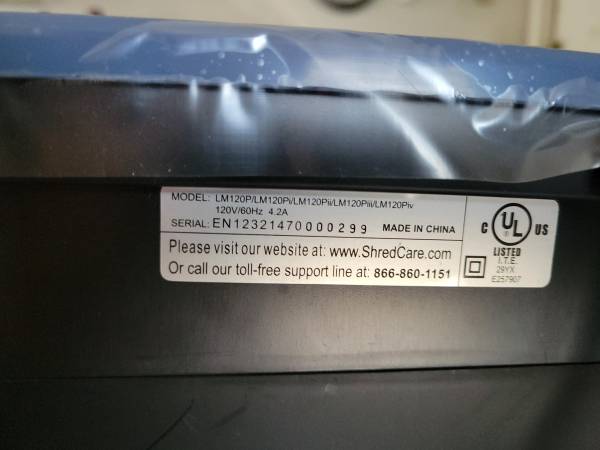 MODEL: LM120P/LM120Pi/LM120Pii/LM120Piii/LM120Piv
120V/60Hz 4.2A
SERIAL: EN12321470000299 MADE IN CHINA
Please visit our website at: www.ShredCare.com
Or call our toll-free support line at: 866-860-1151
C UL US
LISTED
I.T.E.
29YX
E257907